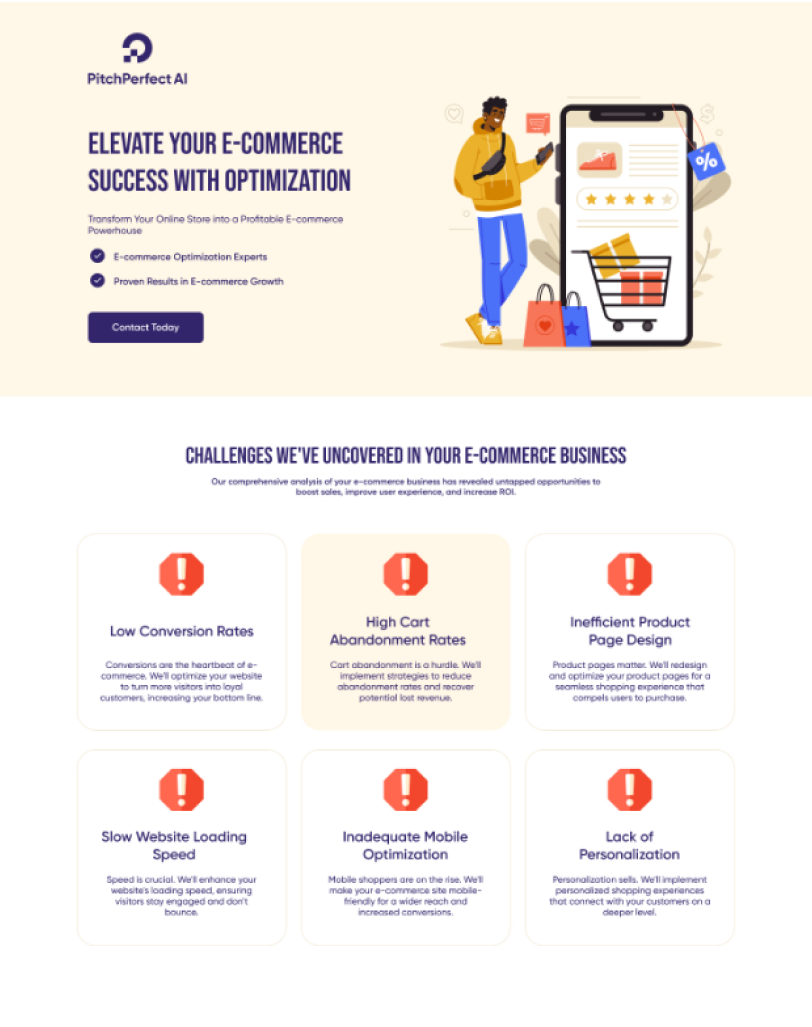 PitchPerfect AI
ELEVATE YOUR E-COMMERCE
SUCCESS WITH OPTIMIZATION
Transform Your Online Store into a Profitable E-commerce
Powerhouse
E-commerce Optimization Experts
Proven Results in E-commerce Growth
Contact Today
%
$
CHALLENGES WE'VE UNCOVERED IN YOUR E-COMMERCE BUSINESS
Our comprehensive analysis of your e-commerce business has revealed untapped opportunities to
boost sales, improve user experience, and increase ROI.
Low Conversion Rates
Conversions are the heartbeat of e-
commerce. We'll optimize your website
to turn more visitors into loyal
customers, increasing your bottom line.
High Cart
Abandonment Rates
Cart abandonment is a hurdle. We'll
implement strategies to reduce
abandonment rates and recover
potential lost revenue.
Inefficient Product
Page Design
Product pages matter. We'll redesign
and optimize your product pages for a
seamless shopping experience that
compels users to purchase.
Slow Website Loading
Speed
Speed is crucial. We'll enhance your
website's loading speed, ensuring
visitors stay engaged and don't
bounce.
Inadequate Mobile
Optimization
Mobile shoppers are on the rise. We'll
make your e-commerce site mobile-
friendly for a wider reach and
increased conversions.
Lack of
Personalization
Personalization sells. We'll implement
personalized shopping experiences
that connect with your customers on a
deeper level.